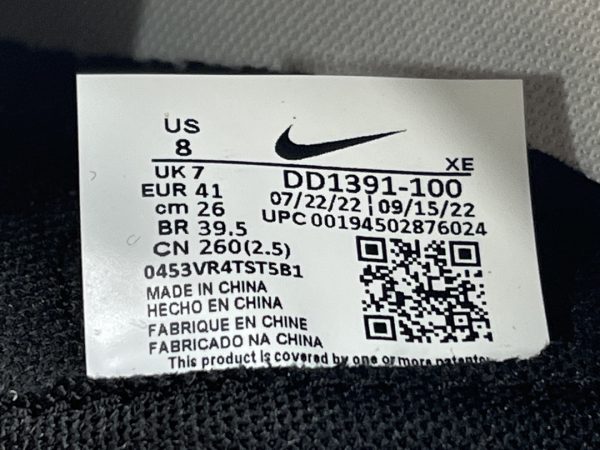 US
8
XE
UK 7
EUR 41
cm 26
BR 39.5
CN 260(2.5)
DD1391-100
07/22/22 | 09/15/22
UPC 00194502876024
0453VR4TST5B1
MADE IN CHINA
HECHO EN CHINA
FABRIQUE EN CHINE
FABRICADO NA CHINA
This product is covered by one or more patents